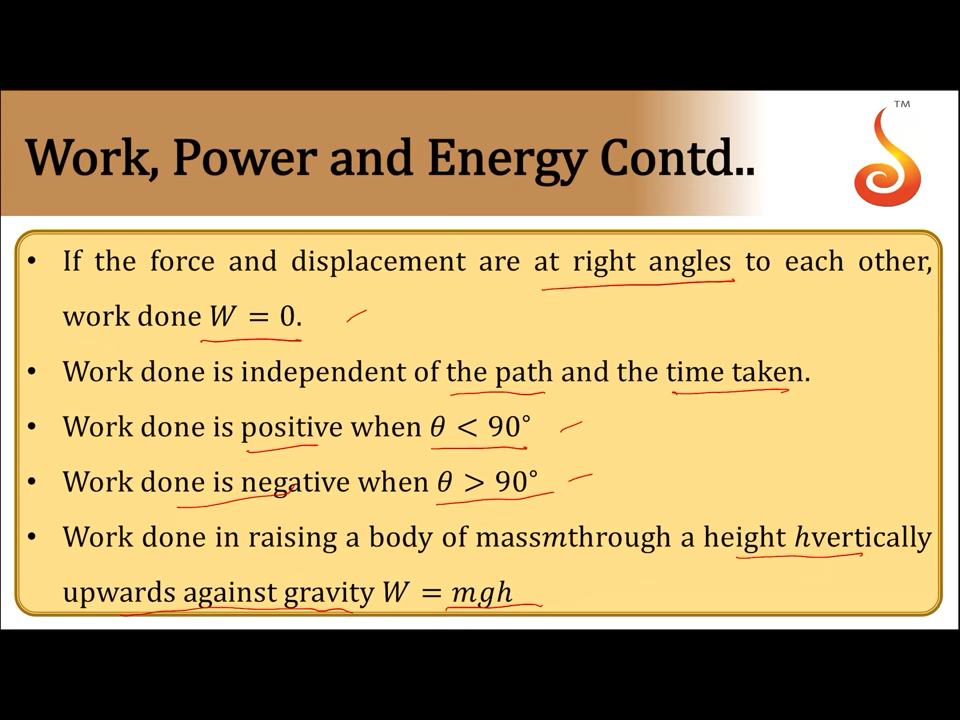 TM
Work, Power and Energy Contd..
• If the force and displacement are at right angles to each other,
work done W = 0.
• Work done is independent of the path and the time taken.
• Work done is positive when θ < 90°
• Work done is negative when θ > 90°
• Work done in raising a body of massmthrough a height hvertically
upwards against gravity W = mgh